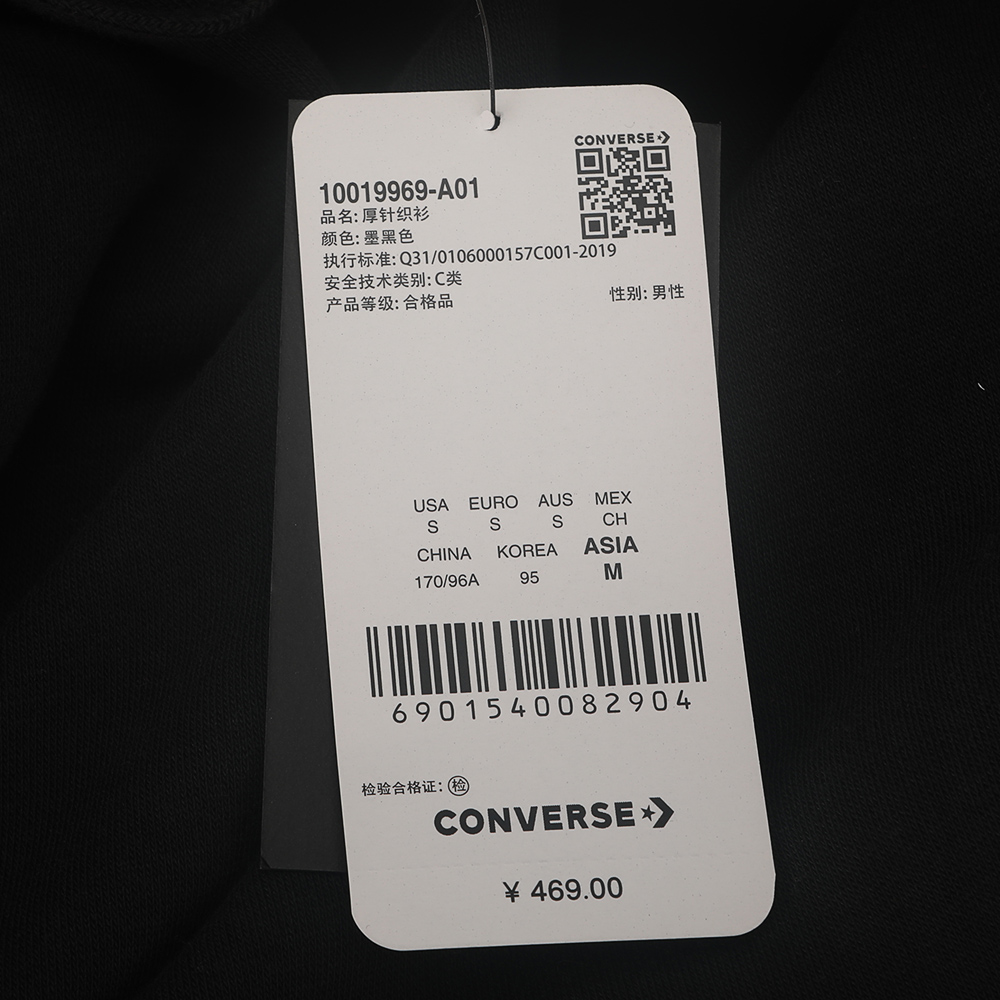 CONVERSE
10019969-A01
品名: 厚针织衫
颜色: 墨黑色
执行标准: Q31/0106000157C001-2019
安全技术类别: C类
产品等级: 合格品
性别: 男性
USA EURO AUS MEX
S S S CH
CHINA KOREA ASIA
170/96A 95 M
6901540082904
检验合格证: 检
CONVERSE
¥ 469.00